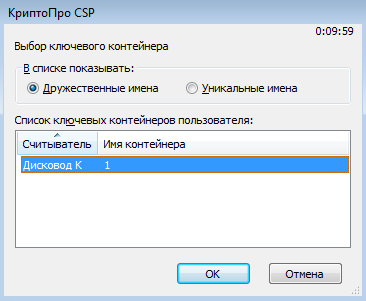 КриптоПро CSP
0:09:59
Выбор ключевого контейнера
В списке показывать:
Дружественные имена Уникальные имена
Список ключевых контейнеров пользователя:
Считыватель Имя контейнера
Дисковод K 1
OK Отмена